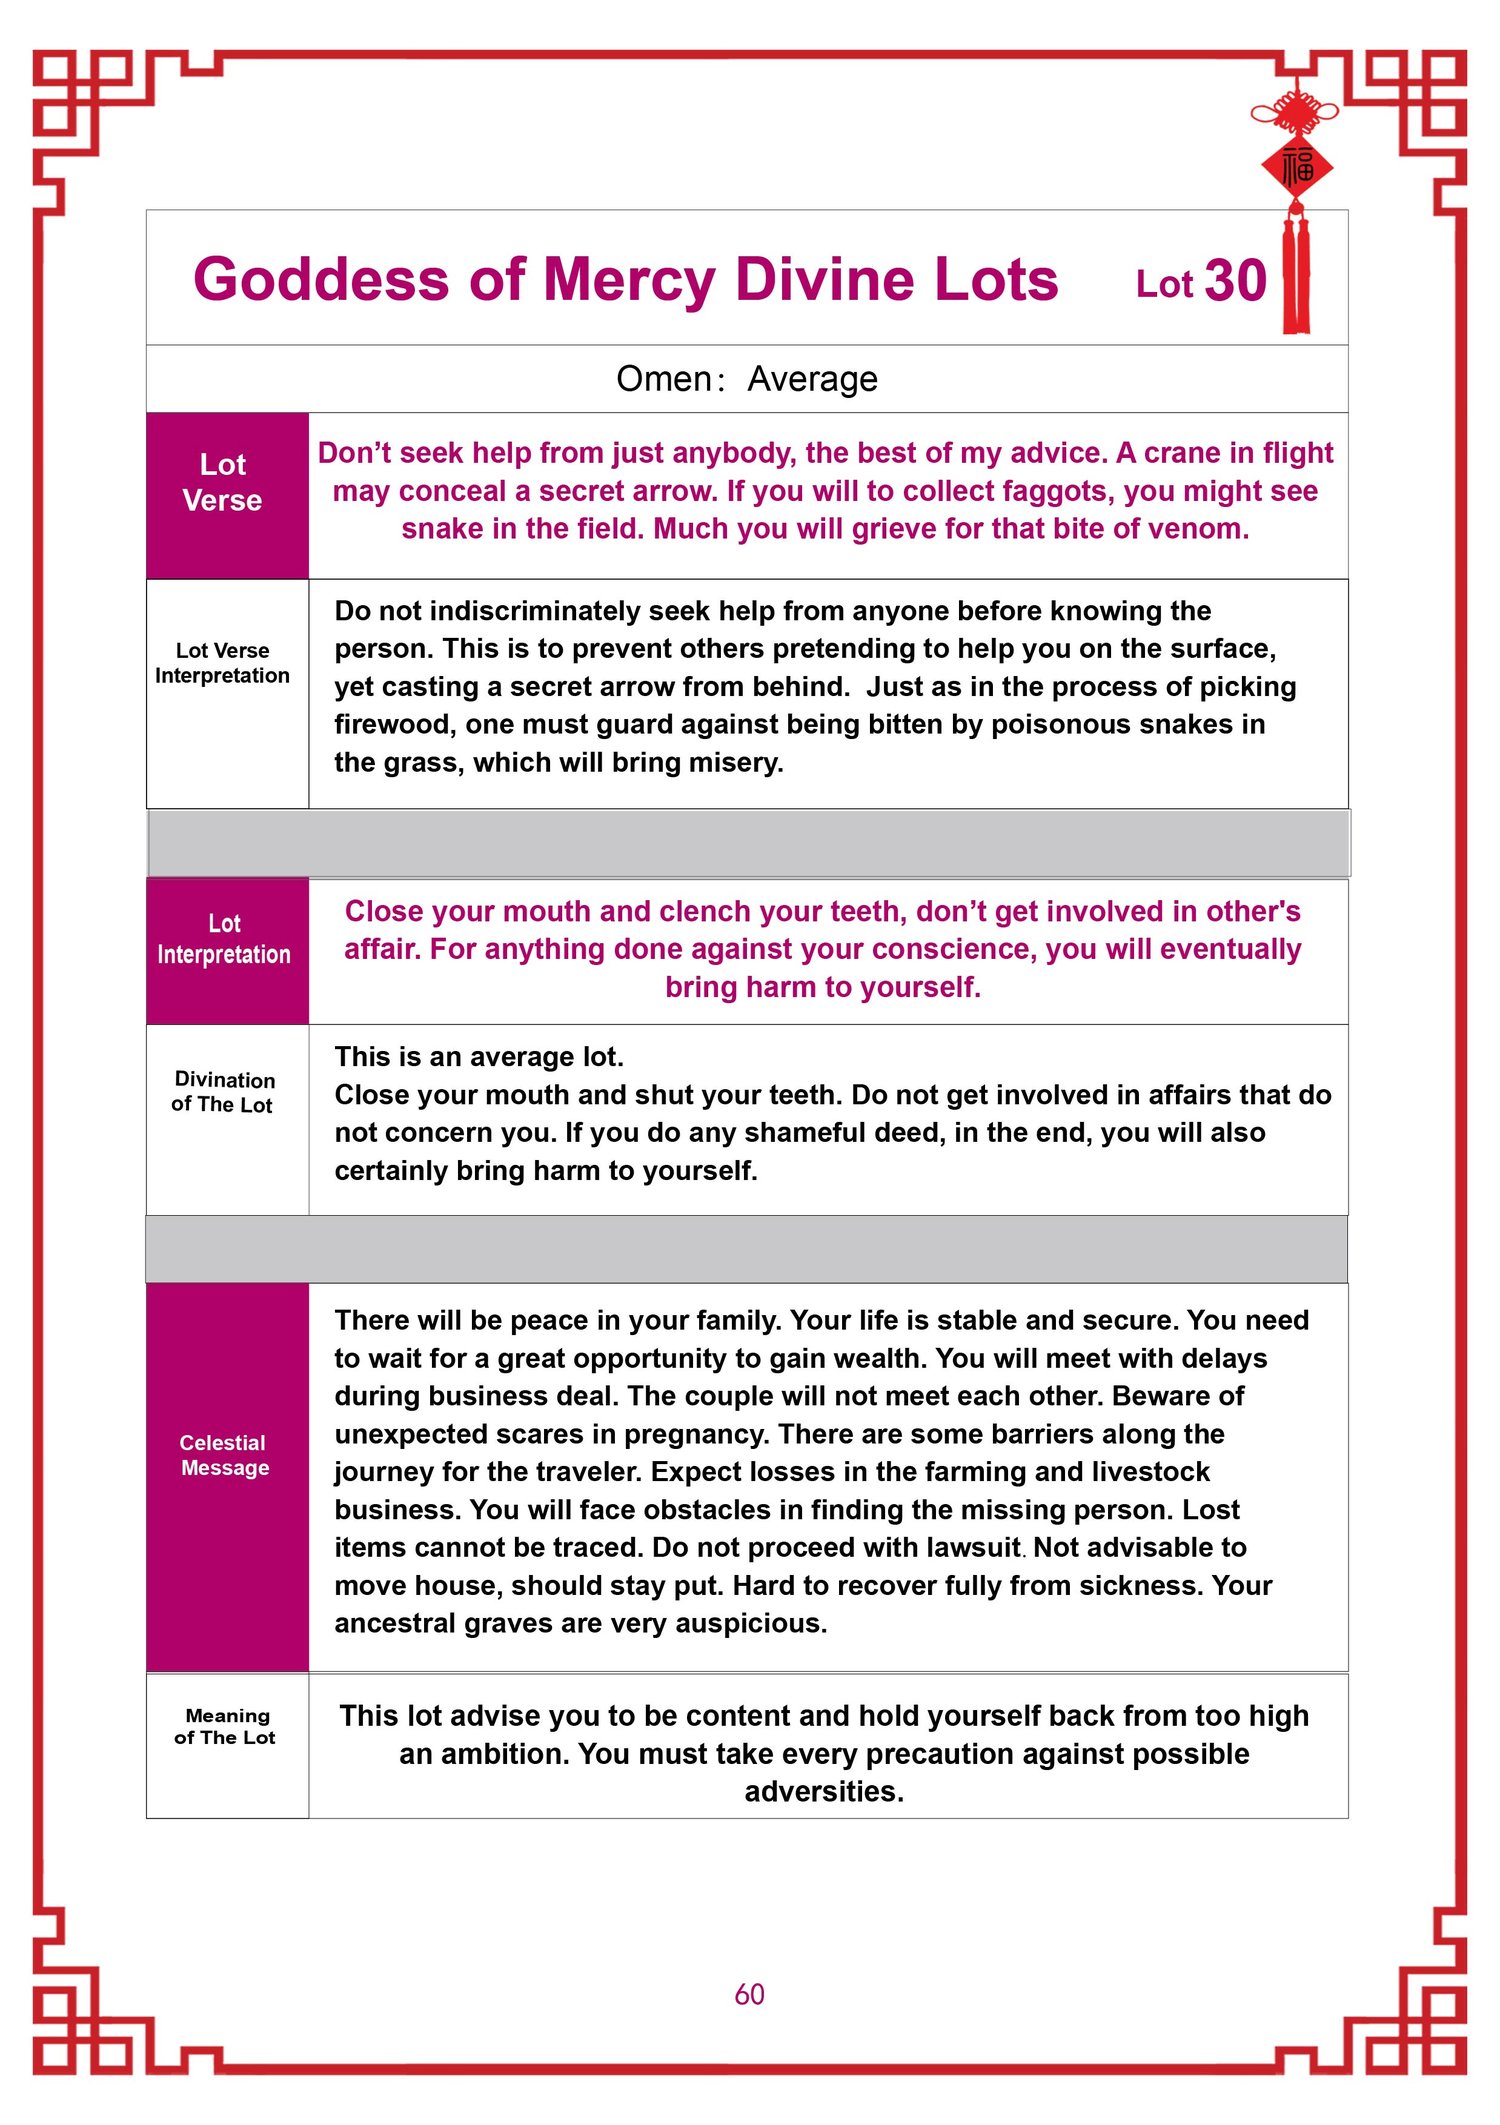 福
Goddess of Mercy Divine Lots Lot 30
Omen： Average
Lot
Verse
Don’t seek help from just anybody, the best of my advice. A crane in flight
may conceal a secret arrow. If you will to collect faggots, you might see
snake in the field. Much you will grieve for that bite of venom.
Lot Verse
Interpretation
Do not indiscriminately seek help from anyone before knowing the
person. This is to prevent others pretending to help you on the surface,
yet casting a secret arrow from behind.  Just as in the process of picking
firewood, one must guard against being bitten by poisonous snakes in
the grass, which will bring misery.
Lot
Interpretation
Close your mouth and clench your teeth, don’t get involved in other's
affair. For anything done against your conscience, you will eventually
bring harm to yourself.
Divination
of The Lot
This is an average lot.
Close your mouth and shut your teeth. Do not get involved in affairs that do
not concern you. If you do any shameful deed, in the end, you will also
certainly bring harm to yourself.
Celestial
Message
There will be peace in your family. Your life is stable and secure. You need
to wait for a great opportunity to gain wealth. You will meet with delays
during business deal. The couple will not meet each other. Beware of
unexpected scares in pregnancy. There are some barriers along the
journey for the traveler. Expect losses in the farming and livestock
business. You will face obstacles in finding the missing person. Lost
items cannot be traced. Do not proceed with lawsuit. Not advisable to
move house, should stay put. Hard to recover fully from sickness. Your
ancestral graves are very auspicious.
Meaning
of The Lot
This lot advise you to be content and hold yourself back from too high
an ambition. You must take every precaution against possible
adversities.
60